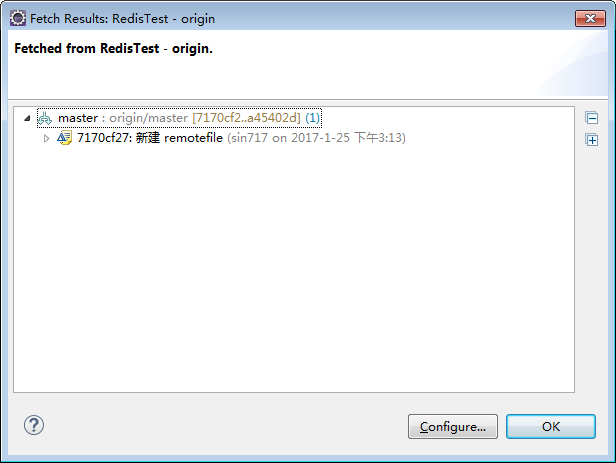 Fetch Results: RedisTest - origin
Fetched from RedisTest - origin.
master : origin/master [7170cf2..a45402d] (1)
7170cf27: 新建 remotefile (sin717 on 2017-1-25 下午3:13)
?
Configure... OK